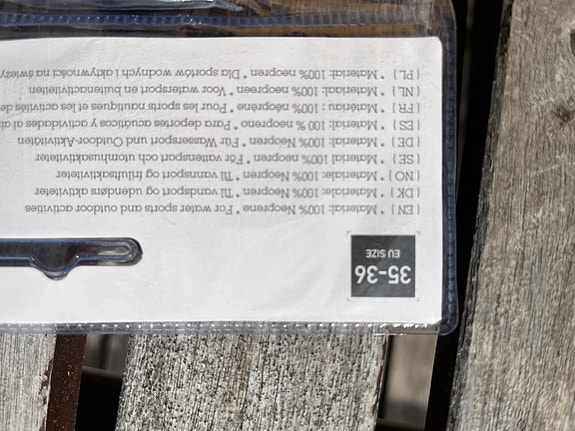 35-36
EU SIZE
( EN ) * Material: 100% Neoprene * For water sports and outdoor activities
( DK ) * Materiale: 100% Neopren * Til vandsport og udendørs aktiviteter
( NO ) * Materiale: 100% Neopren * Til vannsport og friluftsaktiviteter
( SE ) * Material 100% neopren * För vattensport och utomhusaktiviteter
( DE ) * Material: 100% Neopren * Für Wassersport und Outdoor-Aktivitäten
( ES ) * Material: 100 % neopreno * Para deportes acuáticos y actividades al
( FR ) * Matériau : 100% néoprène * Pour les sports nautiques et les activités
( NL ) * Materiaal: 100% neopreen * Voor watersport en buitenactiviteiten
( PL ) * Materiał: 100% neopren * Dla sportów wodnych i aktywności na